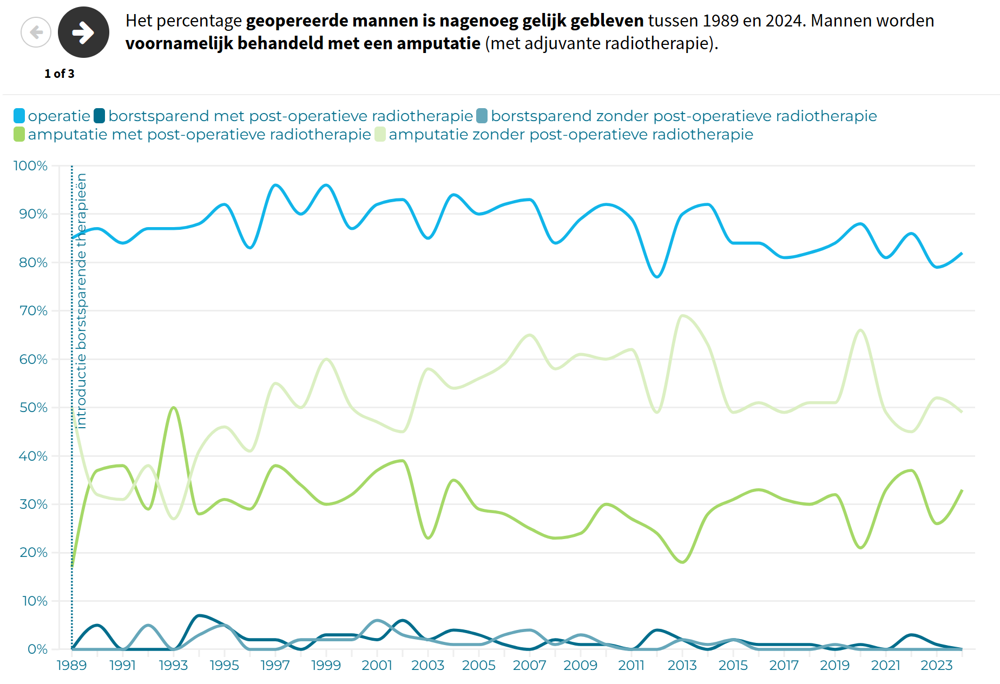 Het percentage geopereerde mannen is nagenoeg gelijk gebleven tussen 1989 en 2024. Mannen worden
voornamelijk behandeld met een amputatie (met adjuvante radiotherapie).
1 of 3
operatie borstsparend met post-operatieve radiotherapie borstsparend zonder post-operatieve radiotherapie
amputatie met post-operatieve radiotherapie amputatie zonder post-operatieve radiotherapie
100%
90%
80%
70%
60%
50%
40%
30%
20%
10%
0%
introductie borstsparende therapieën
1989 1991 1993 1995 1997 1999 2001 2003 2005 2007 2009 2011 2013 2015 2017 2019 2021 2023